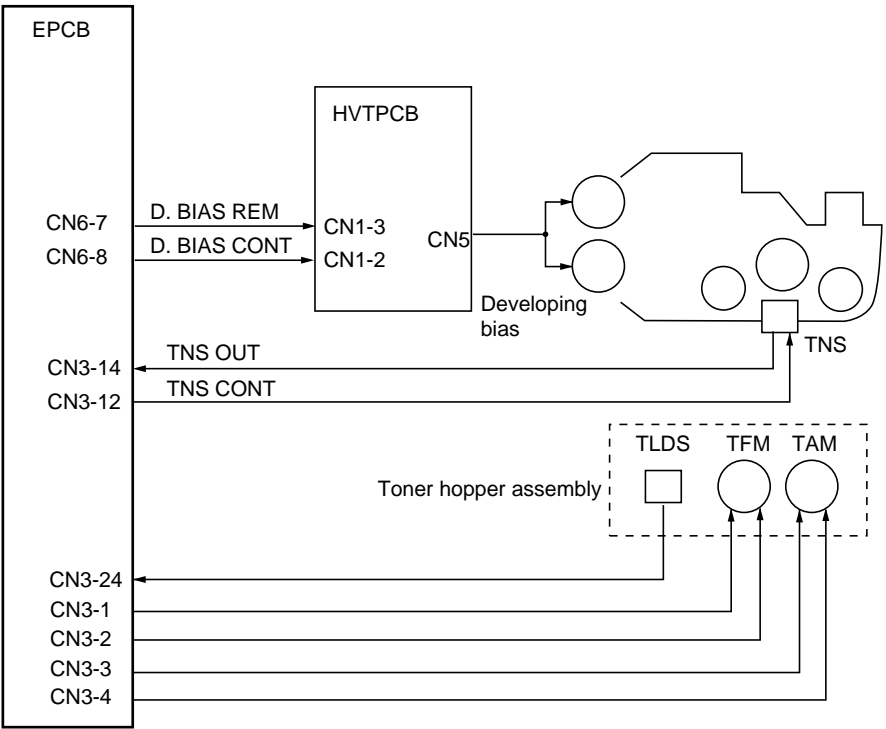 EPCB
HVTPCB
CN6-7
D. BIAS REM
CN1-3
CN6-8
D. BIAS CONT
CN1-2
CN5
Developing
bias
TNS
CN3-14
TNS OUT
CN3-12
TNS CONT
TLDS
TFM
TAM
Toner hopper assembly
CN3-24
CN3-1
CN3-2
CN3-3
CN3-4